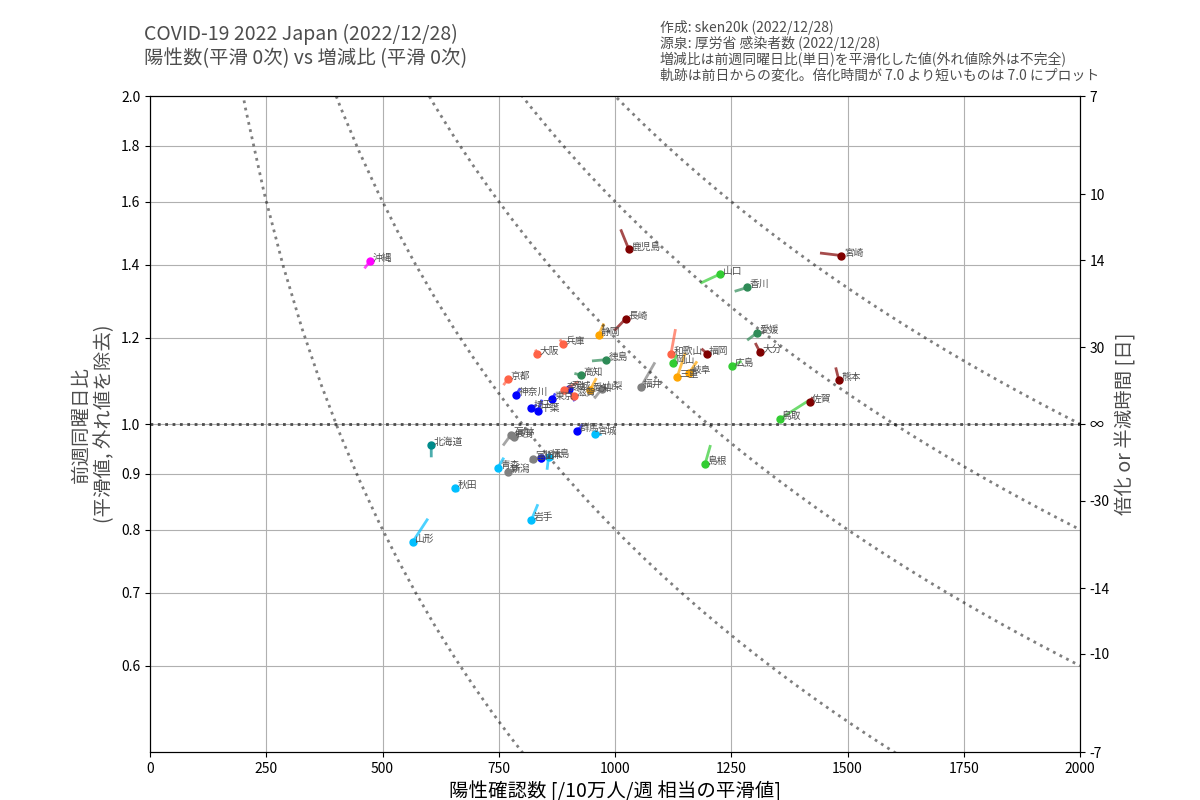 COVID-19 2022 Japan (2022/12/28)
陽性数(平滑 0次) vs 増減比 (平滑 0次)
作成: sken20k (2022/12/28)
源泉: 厚労省 感染者数 (2022/12/28)
増減比は前週同曜日比(単日)を平滑化した値(外れ値除外は不完全)
軌跡は前日からの変化。倍化時間が 7.0 より短いものは 7.0 にプロット
2.0
1.8
1.6
1.4
1.2
1.0
0.9
0.8
0.7
0.6
前週同曜日比
(平滑値, 外れ値を除去)
7
10
14
30
∞
-30
-14
-10
-7
倍化 or 半減時間 [日]
鹿児島
宮崎
沖縄
山口
香川
長崎
静岡
愛媛
兵庫
大阪
徳島
和歌山
福岡
大分
岡山
広島
岐阜
三重
高知
京都
熊本
福井
山梨
神奈川
滋賀
東京
佐賀
千葉
鳥取
群馬
宮城
北海道
島根
新潟
秋田
岩手
山形
0
250
500
750
1000
1250
1500
1750
2000
陽性確認数 [/10万人/週 相当の平滑値]